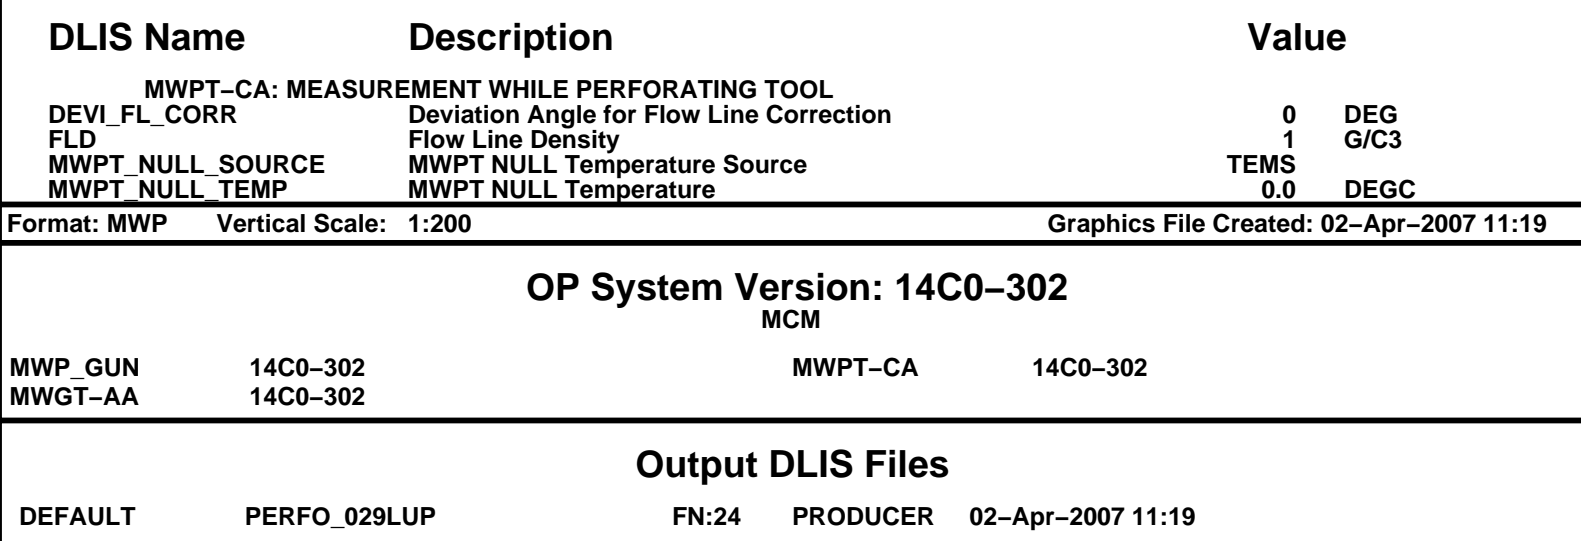 DLIS Name Description Value
MWPT−CA: MEASUREMENT WHILE PERFORATING TOOL
DEVI_FL_CORR Deviation Angle for Flow Line Correction 0 DEG
FLD Flow Line Density 1 G/C3
MWPT_NULL_SOURCE MWPT NULL Temperature Source TEMS
MWPT_NULL_TEMP MWPT NULL Temperature 0.0 DEGC
Format: MWP Vertical Scale: 1:200 Graphics File Created: 02−Apr−2007 11:19
OP System Version: 14C0−302
MCM
MWP_GUN 14C0−302 MWPT−CA 14C0−302
MWGT−AA 14C0−302
Output DLIS Files
DEFAULT PERFO_029LUP FN:24 PRODUCER 02−Apr−2007 11:19